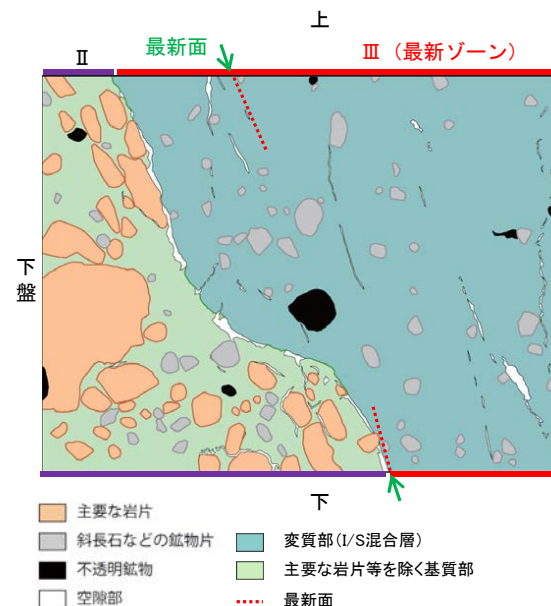 上
最新面
Ⅱ
Ⅲ（最新ゾーン）
下盤
下
主要な岩片
斜長石などの鉱物片
不透明鉱物
空隙部
変質部(I/S混合層)
主要な岩片等を除く基質部
最新面